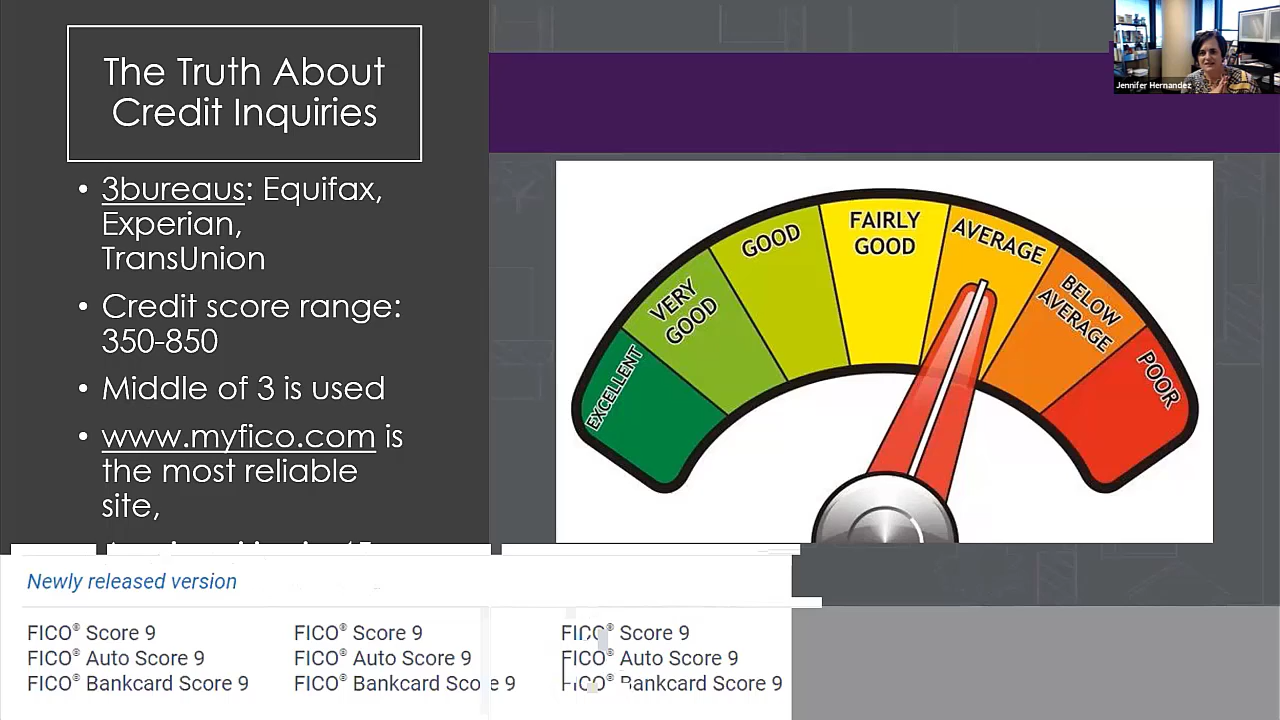 The Truth About
Credit Inquiries
• 3bureaus: Equifax,
Experian,
TransUnion
• Credit score range:
350-850
• Middle of 3 is used
• www.myfico.com is
the most reliable
site,
EXCELLENT
VERY
GOOD
GOOD
FAIRLY
GOOD
AVERAGE
BELOW
AVERAGE
POOR
Jennifer Hernandez
Newly released version
FICO® Score 9 FICO® Score 9 FICO® Score 9
FICO® Auto Score 9 FICO® Auto Score 9 FICO® Auto Score 9
FICO® Bankcard Score 9 FICO® Bankcard Score 9 FICO® Bankcard Score 9